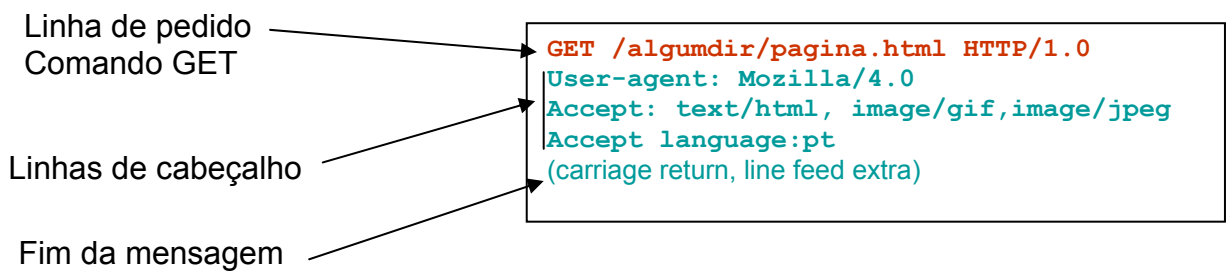 Linha de pedido
Comando GET
GET /algumdir/pagina.html HTTP/1.0
User-agent: Mozilla/4.0
Accept: text/html, image/gif,image/jpeg
Accept language:pt
(carriage return, line feed extra)
Linhas de cabeçalho
Fim da mensagem